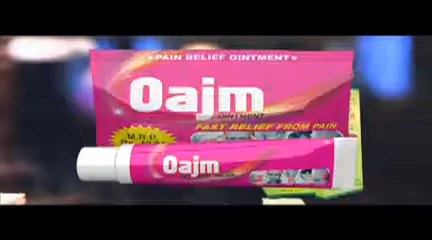 PAIN RELIEF OINTMENT
Oajm
OINTMENT
FAST RELIEF FROM PAIN
M.R.P.
Oajm